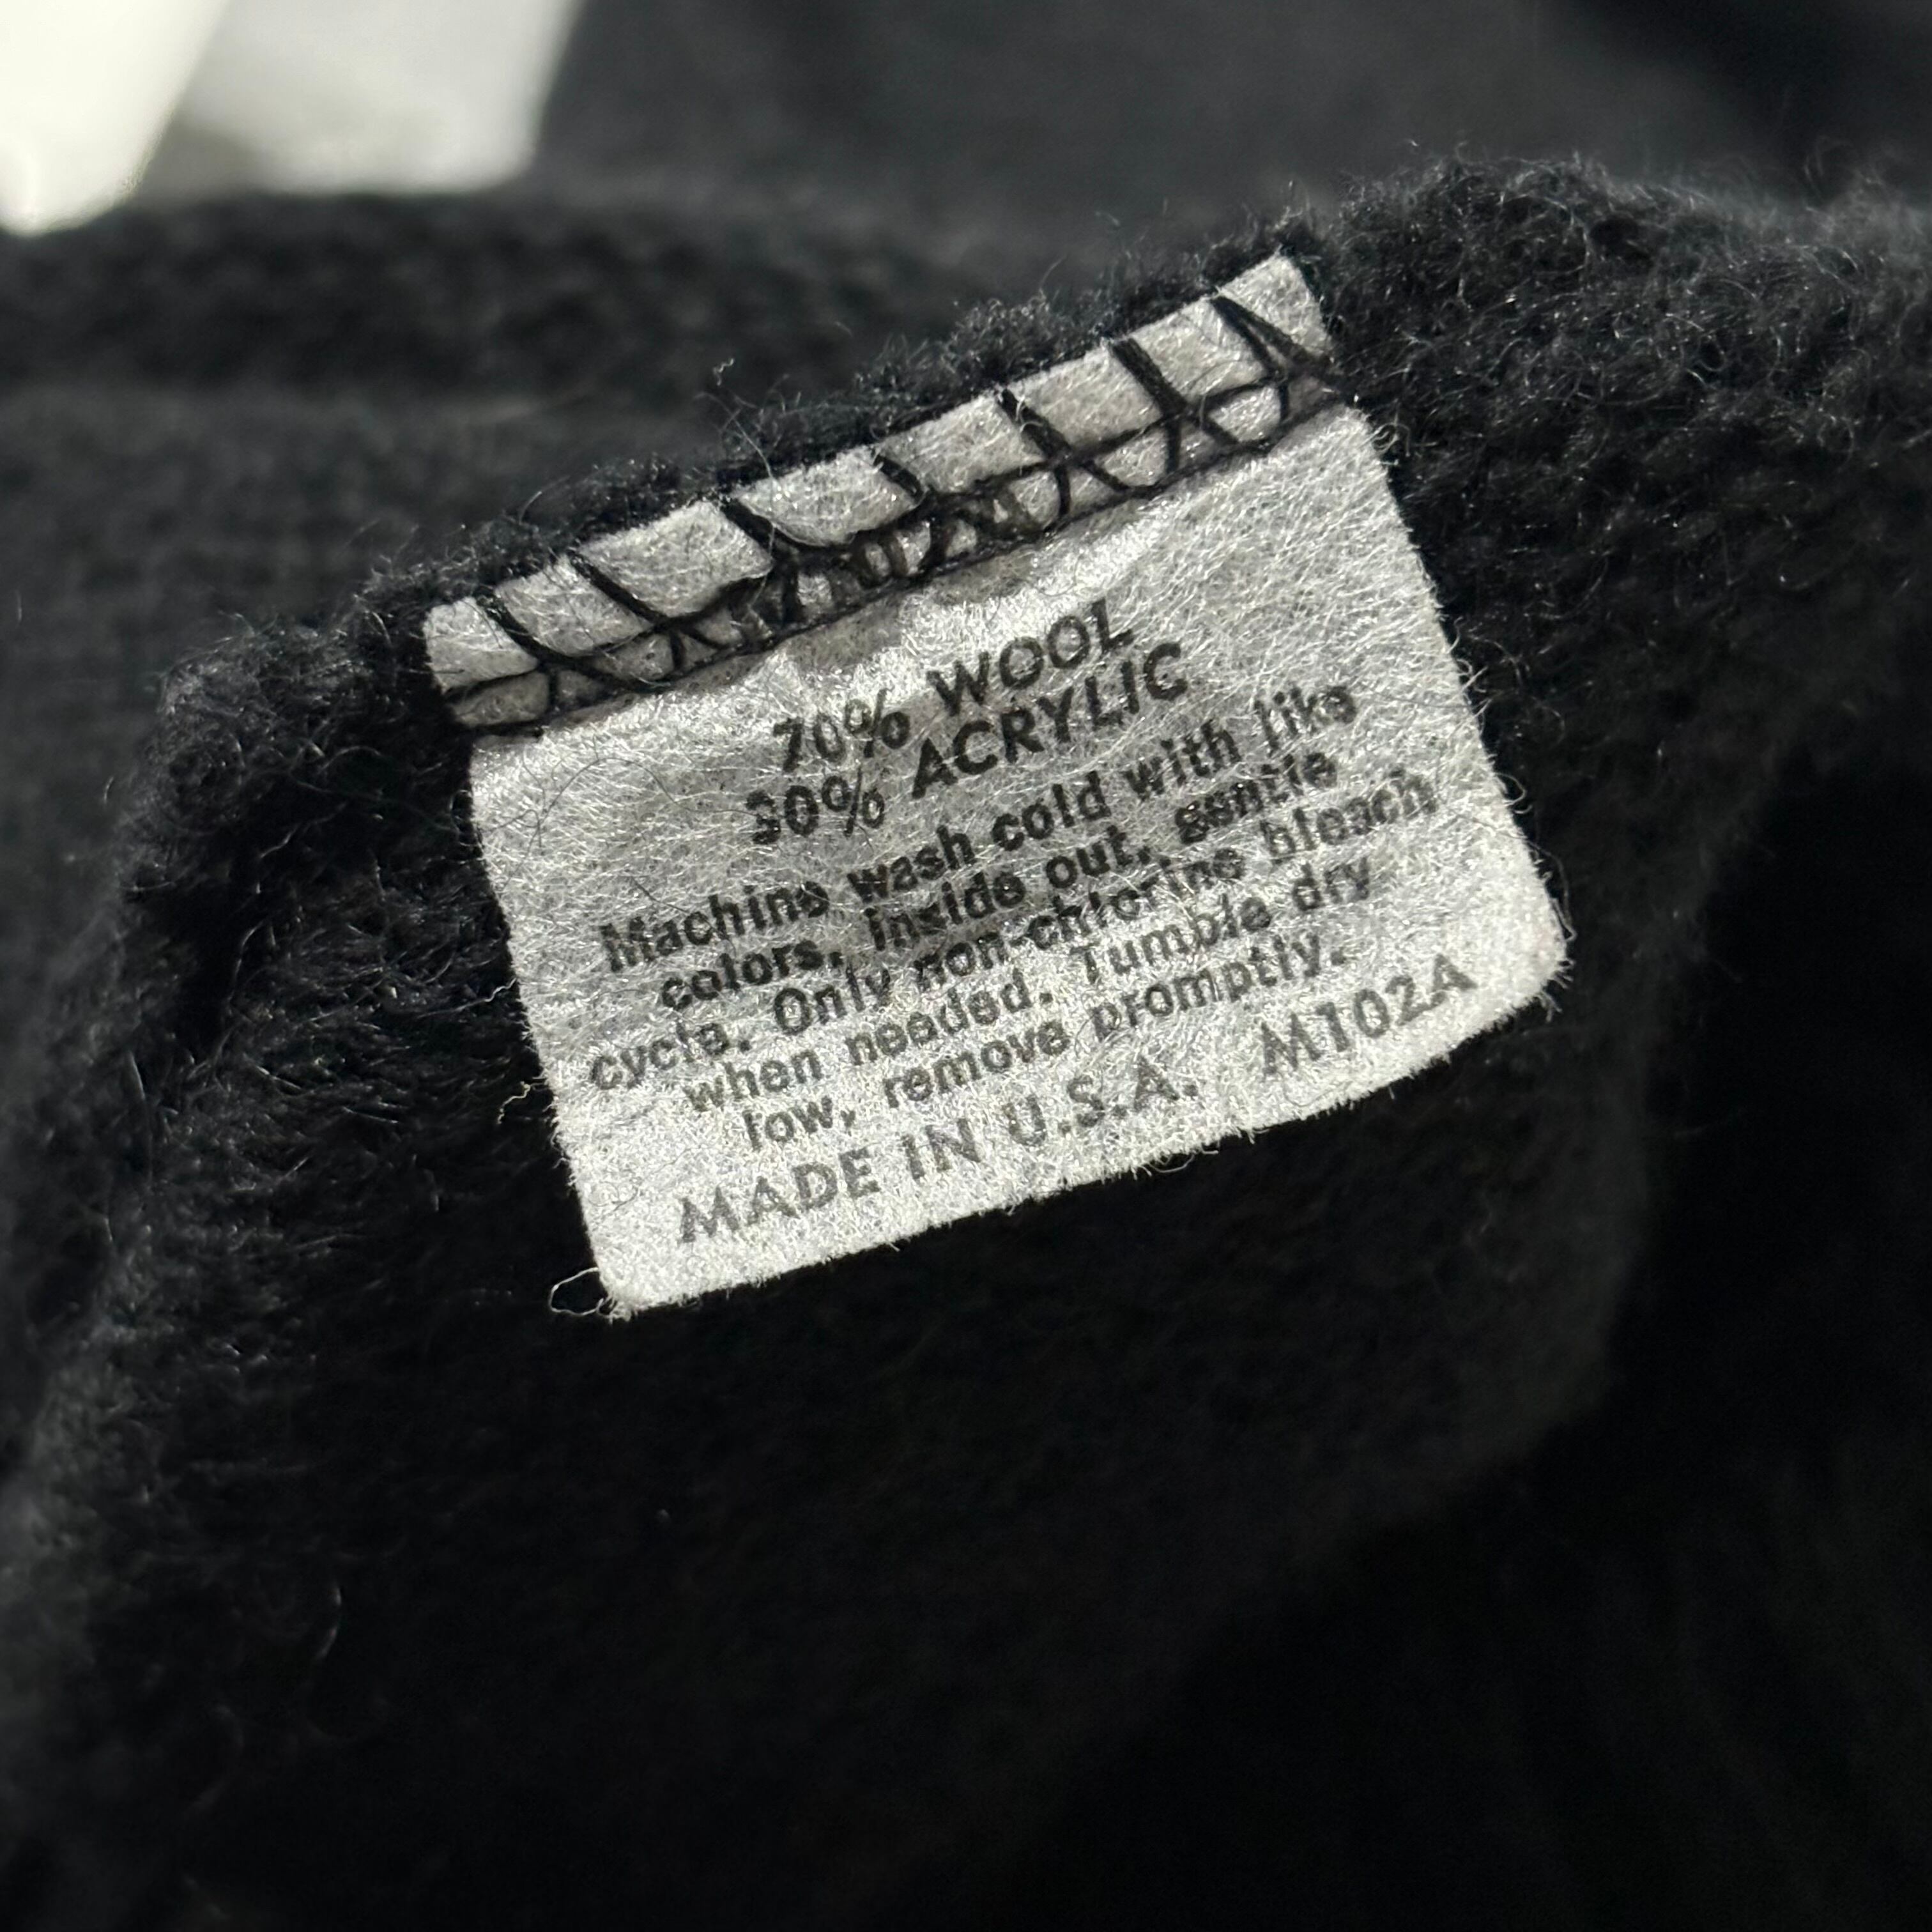 70% WOOL
30% ACRYLIC
Machine wash cold with like
colors, inside out, gentle
cycle. Only non-chlorine bleach
when needed. Tumble dry
low, remove promptly.
MADE IN U.S.A. M102A